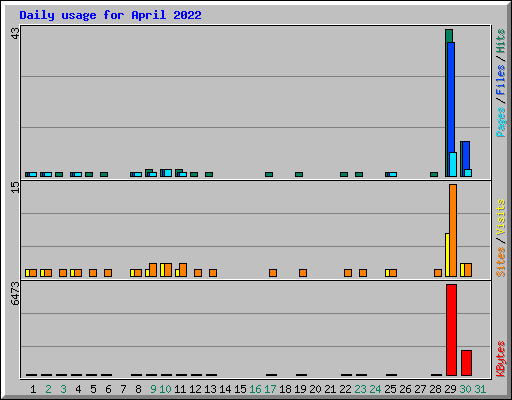 Daily usage for April 2022
43
Pages / Files / Hits
15
Sites / Visits
6473
KBytes
1 2 3 4 5 6 7 8 9 10 11 12 13 14 15 16 17 18 19 20 21 22 23 24 25 26 27 28 29 30 31